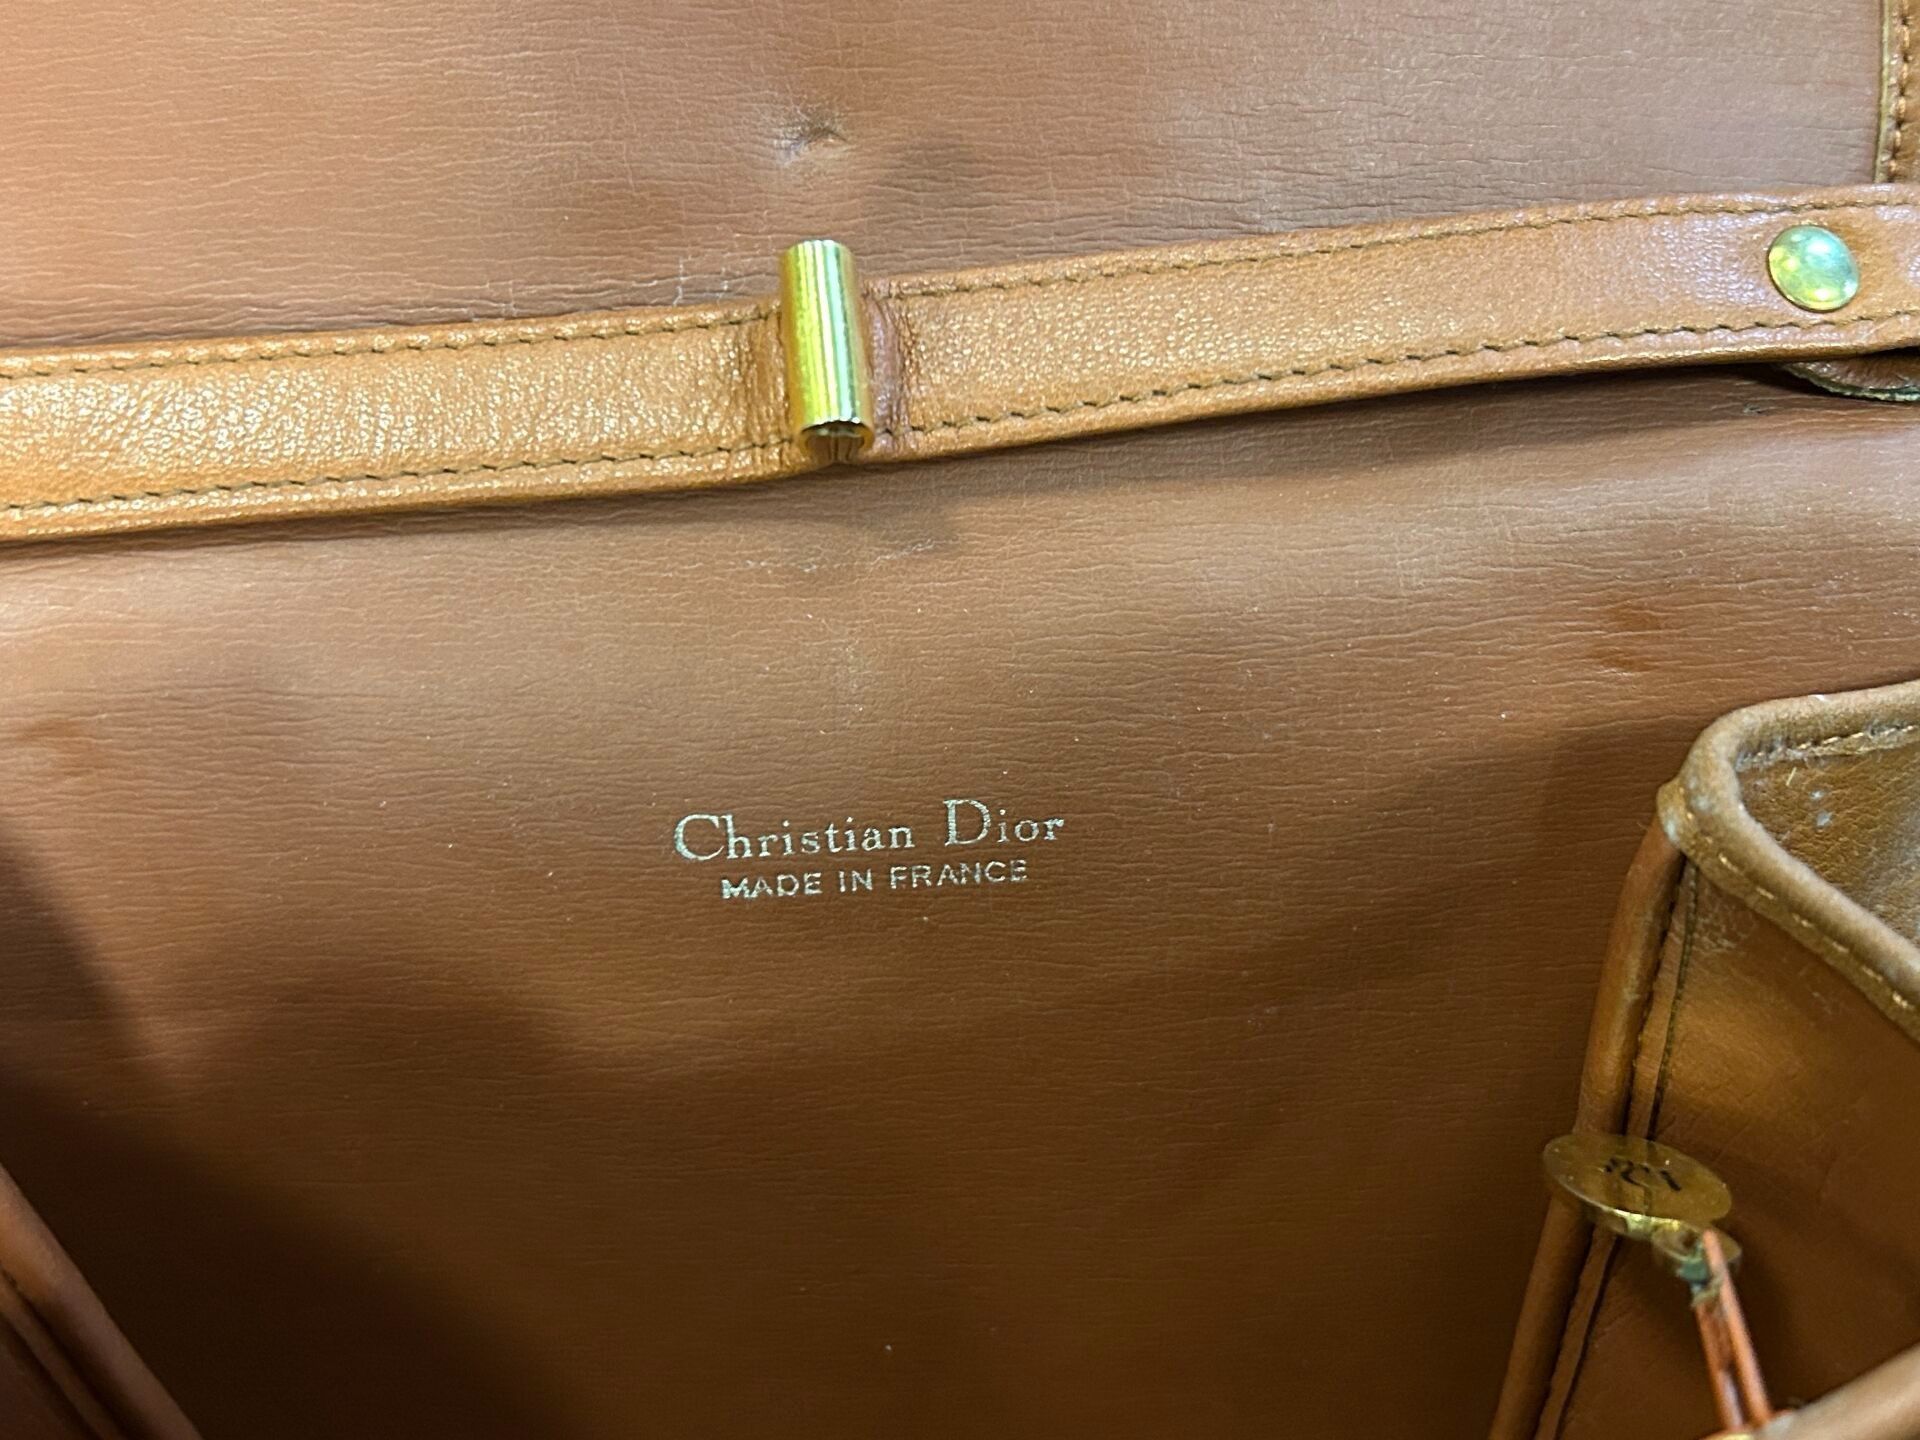 Christian Dior
MADE IN FRANCE